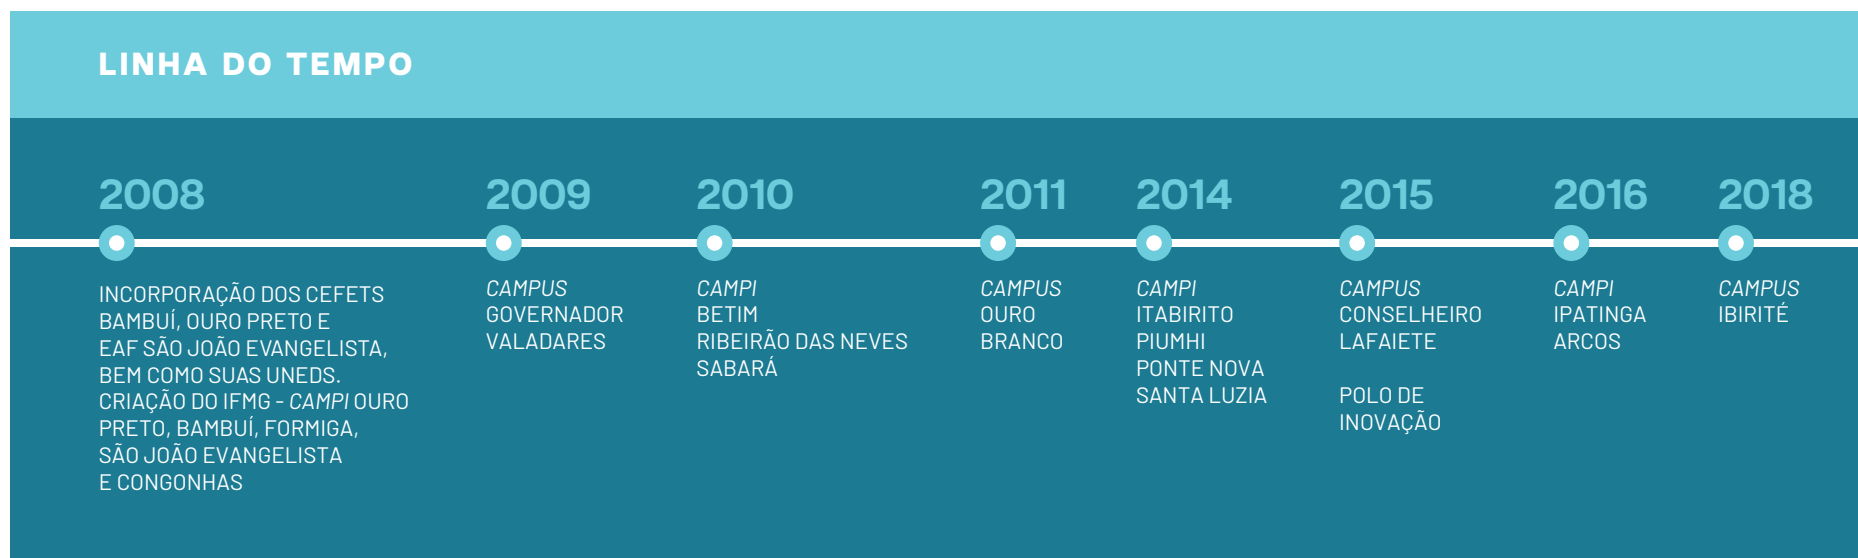 LINHA DO TEMPO
2008
INCORPORAÇÃO DOS CEFETS
BAMBUÍ, OURO PRETO E
EAF SÃO JOÃO EVANGELISTA,
BEM COMO SUAS UNEDS.
CRIAÇÃO DO IFMG - CAMPI OURO
PRETO, BAMBUÍ, FORMIGA,
SÃO JOÃO EVANGELISTA
E CONGONHAS
2009
CAMPUS
GOVERNADOR
VALADARES
2010
CAMPI
BETIM
RIBEIRÃO DAS NEVES
SABARÁ
2011
CAMPUS
OURO
BRANCO
2014
CAMPI
ITABIRITO
PIUMHI
PONTE NOVA
SANTA LUZIA
2015
CAMPUS
CONSELHEIRO
LAFAIETE
POLO DE
INOVAÇÃO
2016
CAMPI
IPATINGA
ARCOS
2018
CAMPUS
IBIRITÉ